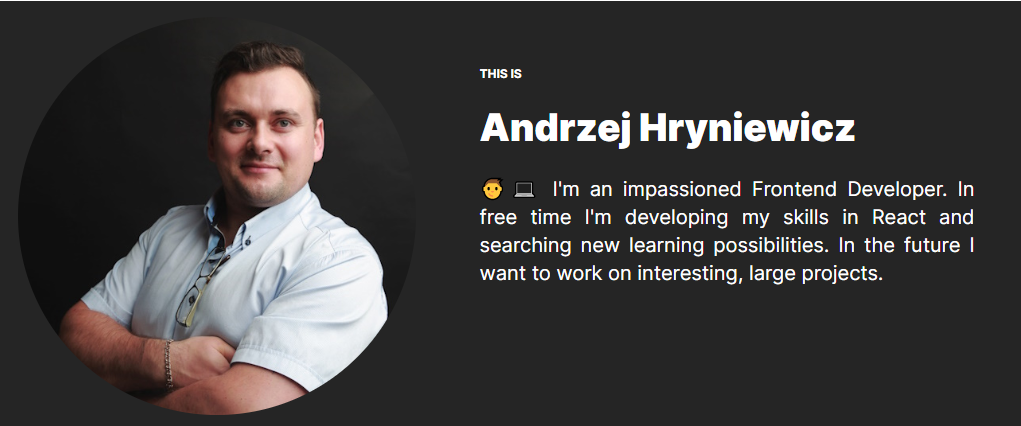 THIS IS
Andrzej Hryniewicz
👨 💻 I'm an impassioned Frontend Developer. In
free time I'm developing my skills in React and
searching new learning possibilities. In the future I
want to work on interesting, large projects.